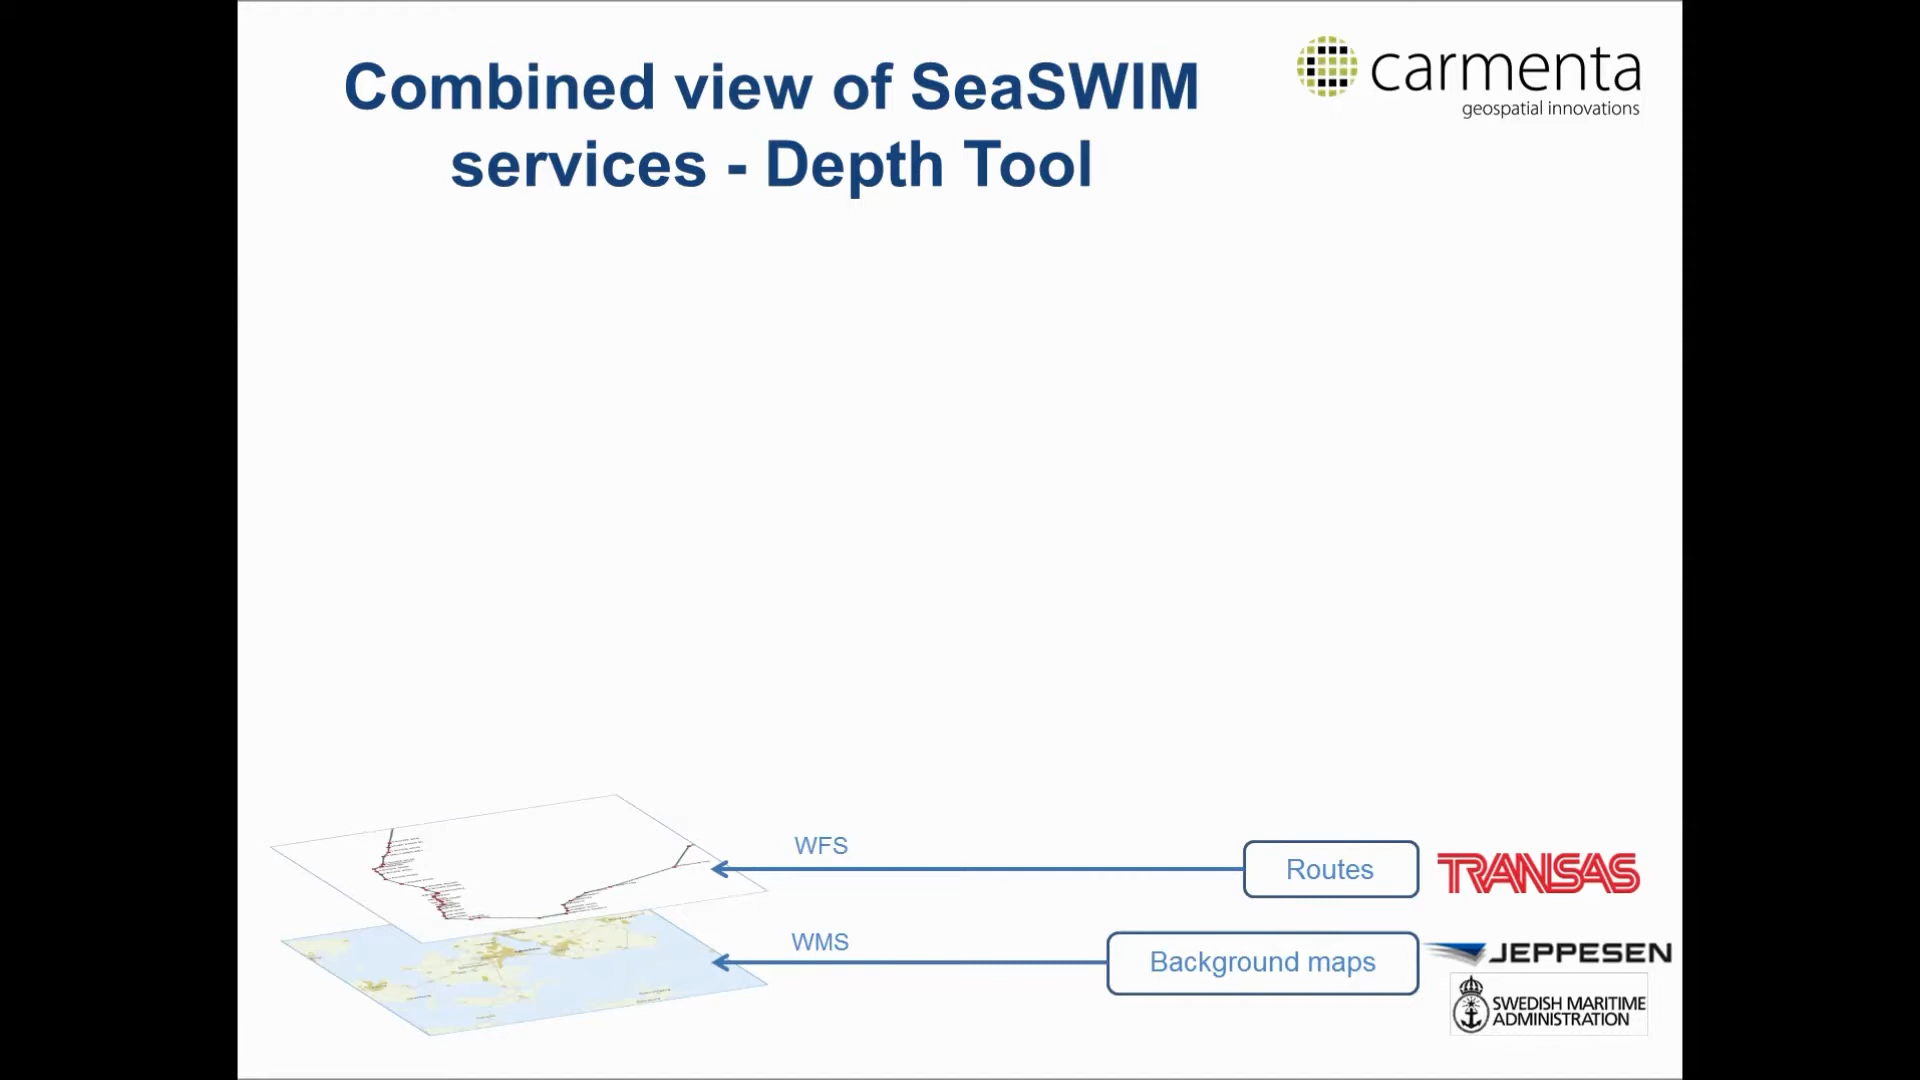 Combined view of SeaSWIM
services - Depth Tool
carmenta
geospatial innovations
WFS
Routes
TRANSAS
WMS
Background maps
JEPPESEN
SWEDISH MARITIME
ADMINISTRATION